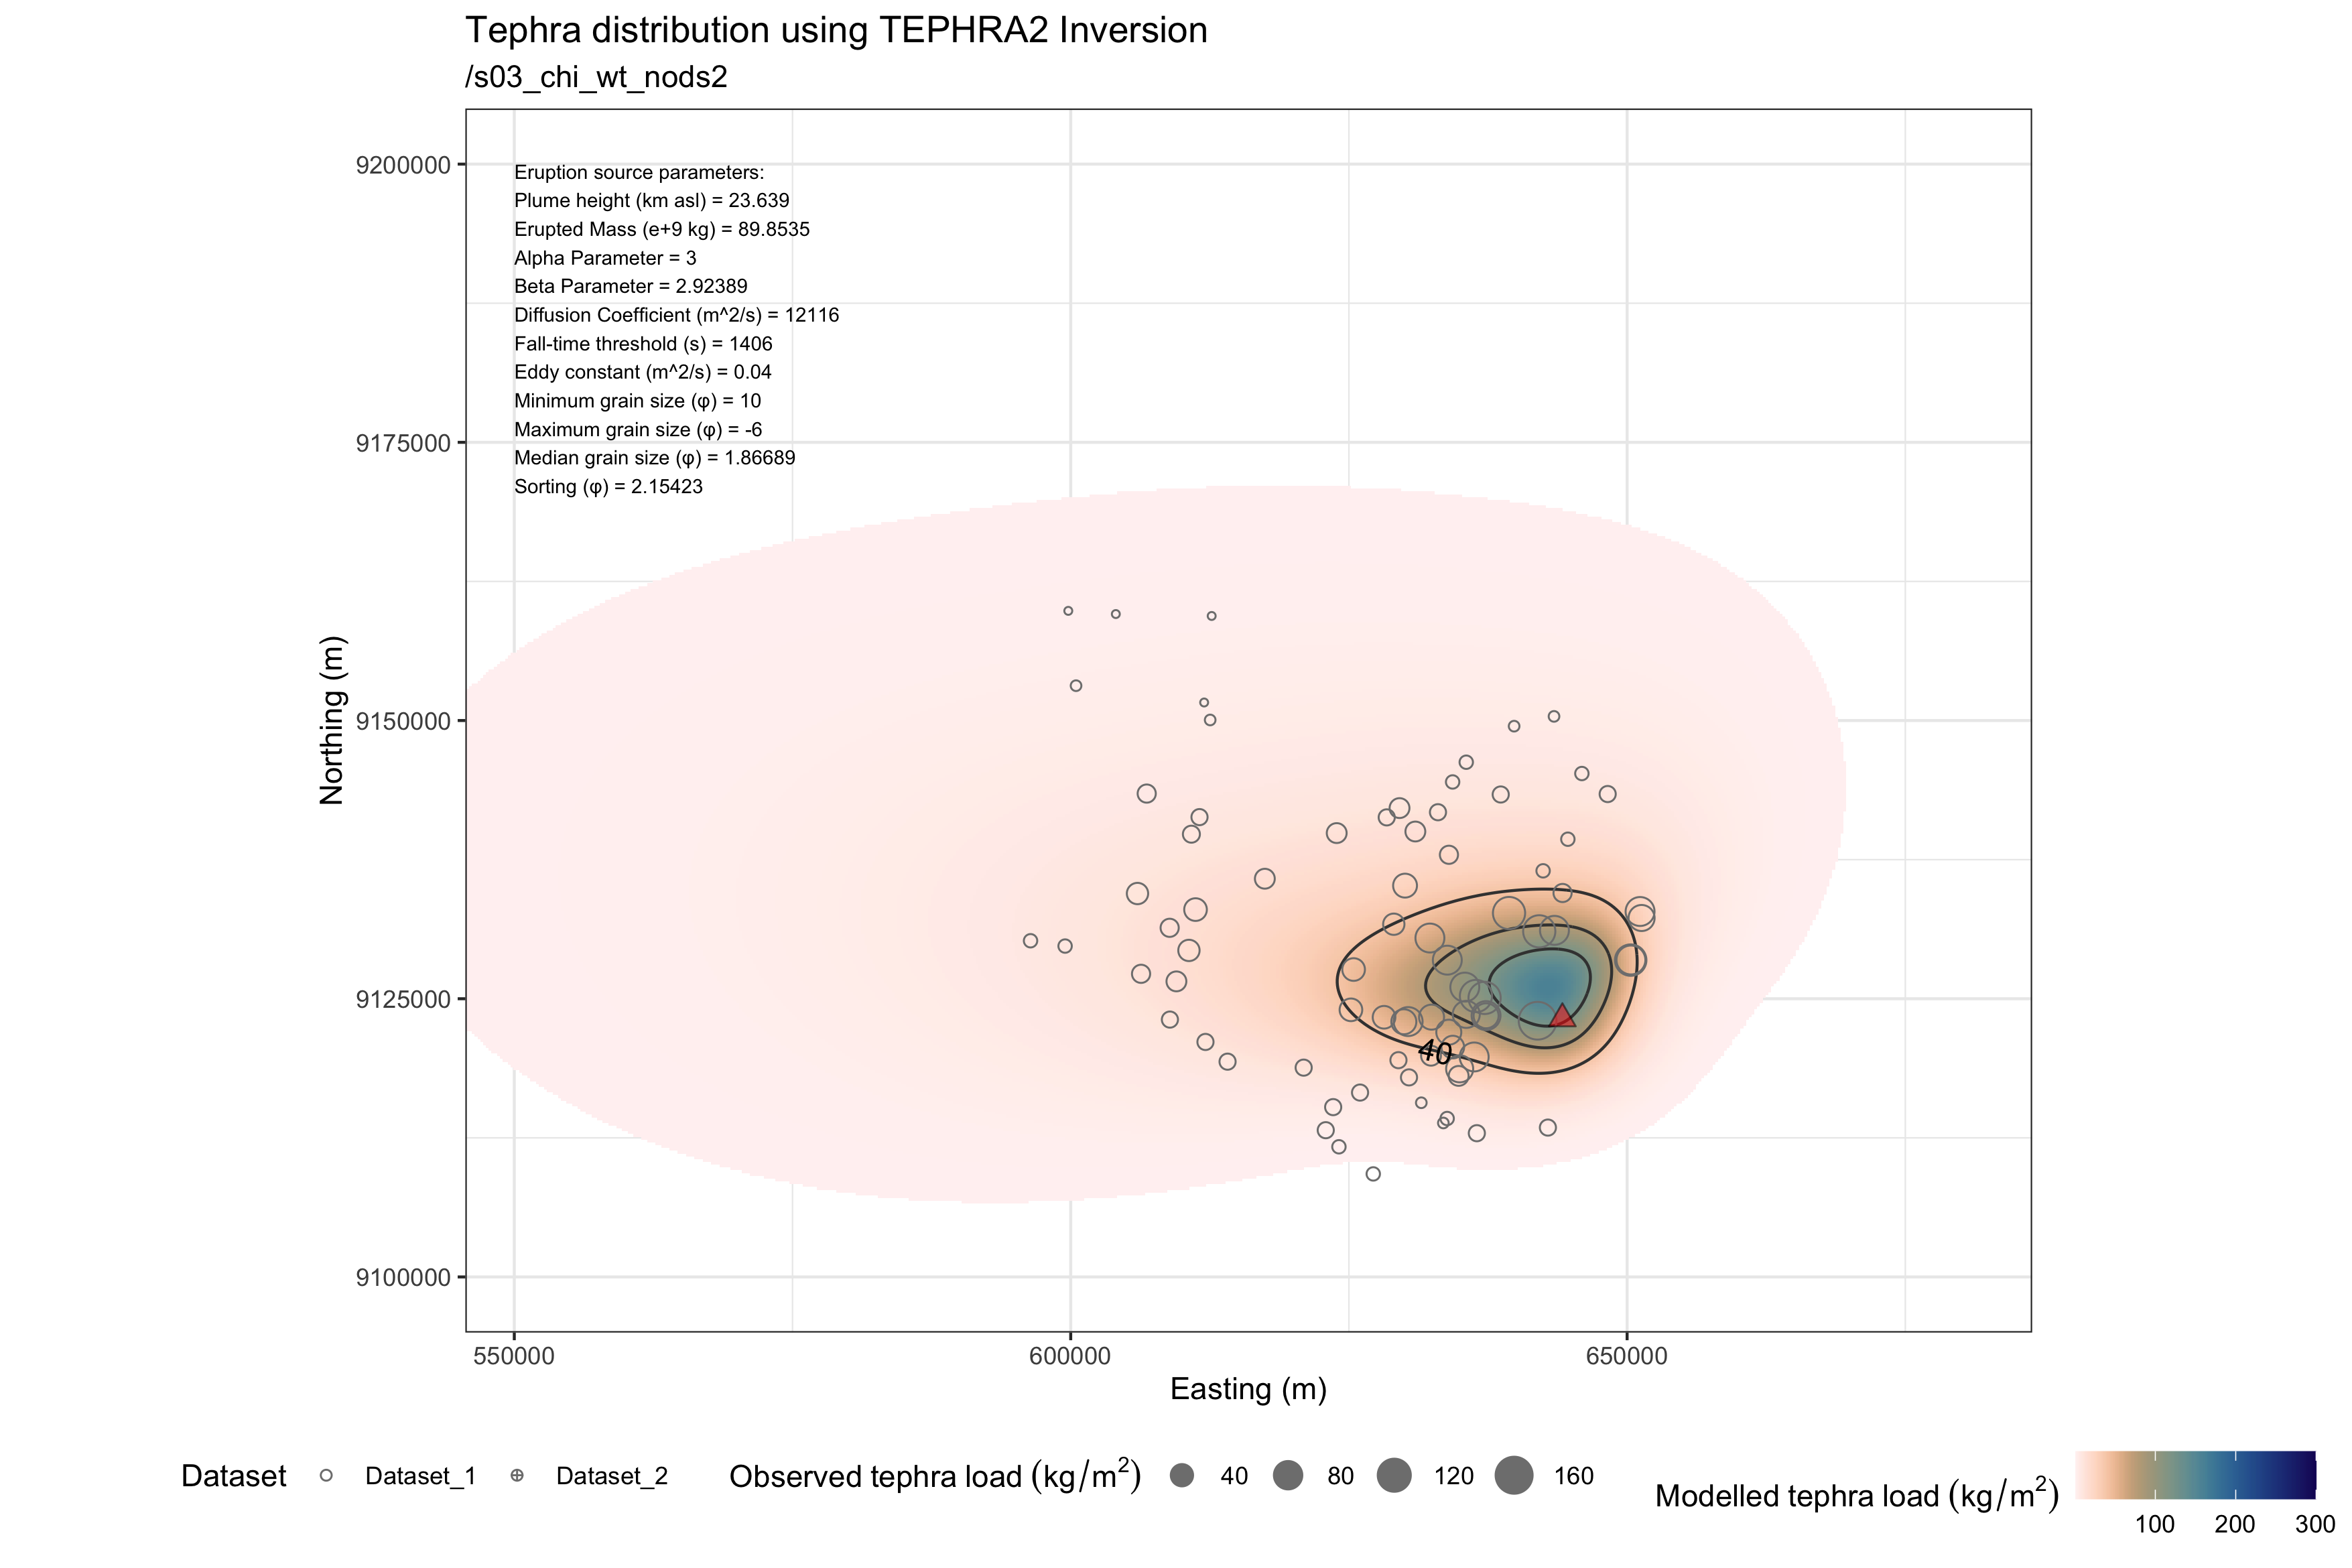 Tephra distribution using TEPHRA2 Inversion
/s03_chi_wt_nods2
Eruption source parameters:
Plume height (km asl) = 23.639
Erupted Mass (e+9 kg) = 89.8535
Alpha Parameter = 3
Beta Parameter = 2.92389
Diffusion Coefficient (m^2/s) = 12116
Fall-time threshold (s) = 1406
Eddy constant (m^2/s) = 0.04
Minimum grain size (φ) = 10
Maximum grain size (φ) = -6
Median grain size (φ) = 1.86689
Sorting (φ) = 2.15423
Northing (m)
9200000
9175000
9150000
9125000
9100000
40
550000 600000 650000
Easting (m)
Dataset Dataset_1 Dataset_2 Observed tephra load (kg/m²) 40 80 120 160
Modelled tephra load (kg/m²)
100 200 300